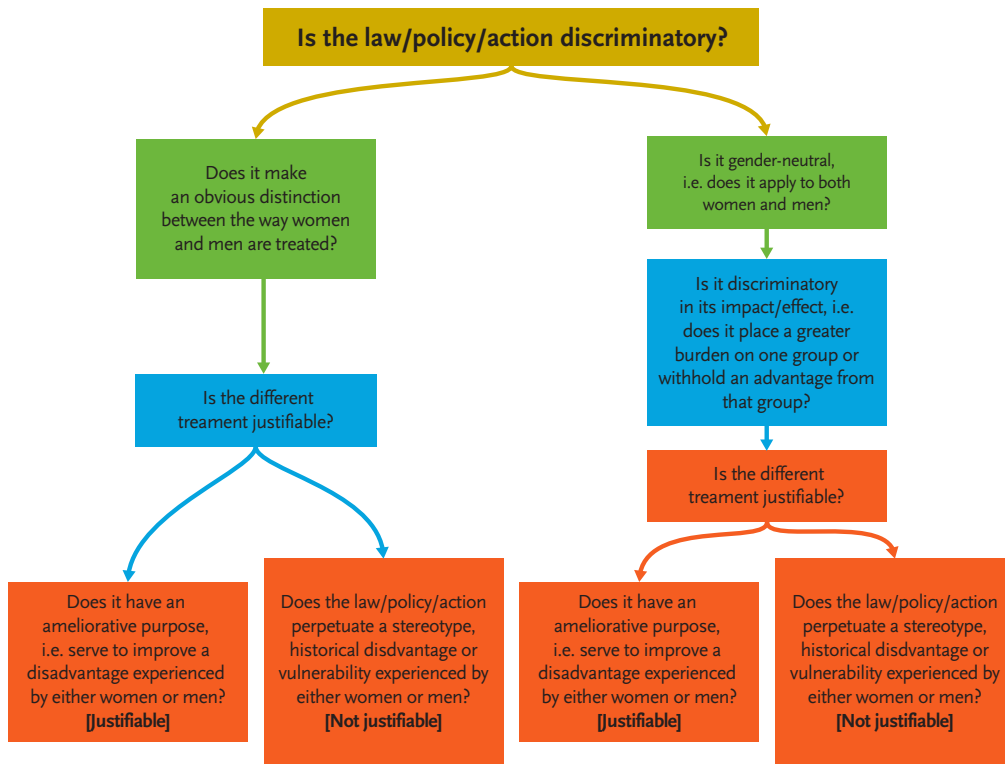 Is the law/policy/action discriminatory?
Does it make
an obvious distinction
between the way women
and men are treated?
Is the different
treament justifiable?
Does it have an
ameliorative purpose,
i.e. serve to improve a
disadvantage experienced
by either women or men?
[Justifiable]
Does the law/policy/action
perpetuate a stereotype,
historical disdvantage or
vulnerability experienced by
either women or men?
[Not justifiable]
Is it gender-neutral,
i.e. does it apply to both
women and men?
Is it discriminatory
in its impact/effect, i.e.
does it place a greater
burden on one group or
withhold an advantage from
that group?
Is the different
treament justifiable?
Does it have an
ameliorative purpose,
i.e. serve to improve a
disadvantage experienced
by either women or men?
[Justifiable]
Does the law/policy/action
perpetuate a stereotype,
historical disdvantage or
vulnerability experienced by
either women or men?
[Not justifiable]